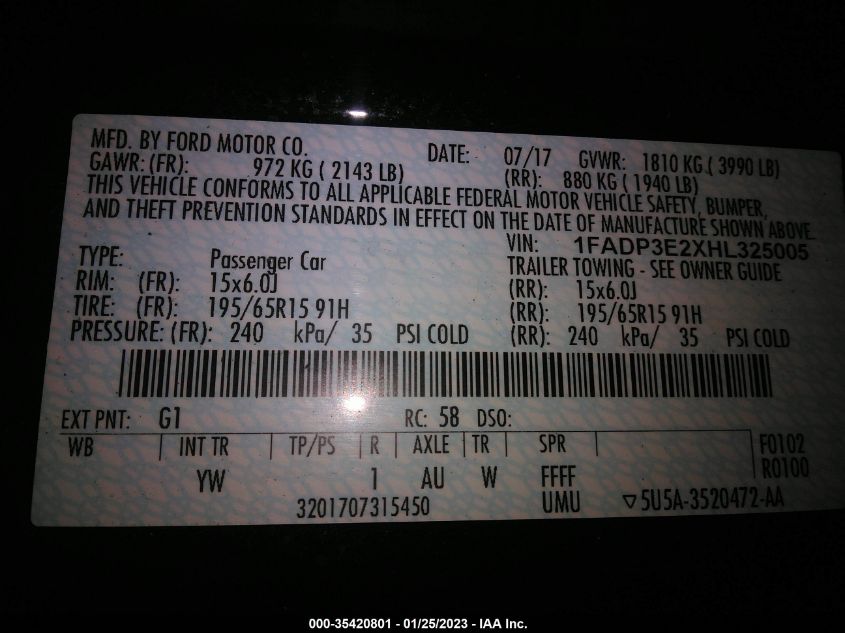 MFD. BY FORD MOTOR CO. DATE: 07/17 GVWR: 1810 KG ( 3990 LB)
GAWR: (FR): 972 KG ( 2143 LB) (RR): 880 KG ( 1940 LB)
THIS VEHICLE CONFORMS TO ALL APPLICABLE FEDERAL MOTOR VEHICLE SAFETY, BUMPER,
AND THEFT PREVENTION STANDARDS IN EFFECT ON THE DATE OF MANUFACTURE SHOWN ABOVE.
VIN: 1FADP3E2XHL325005
TYPE: Passenger Car TRAILER TOWING - SEE OWNER GUIDE
RIM: (FR): 15x6.0J (RR): 15x6.0J
TIRE: (FR): 195/65R15 91H (RR): 195/65R15 91H
PRESSURE: (FR): 240 kPa/ 35 PSI COLD (RR): 240 kPa/ 35 PSI COLD
EXT PNT: G1 RC: 58 DSO:
WB INT TR TP/PS R AXLE TR SPR F0102
YW 1 AU W FFFF R0100
3201707315450 UMU ▽5U5A-3520472-AA
000-35420801 - 01/25/2023 - IAA Inc.